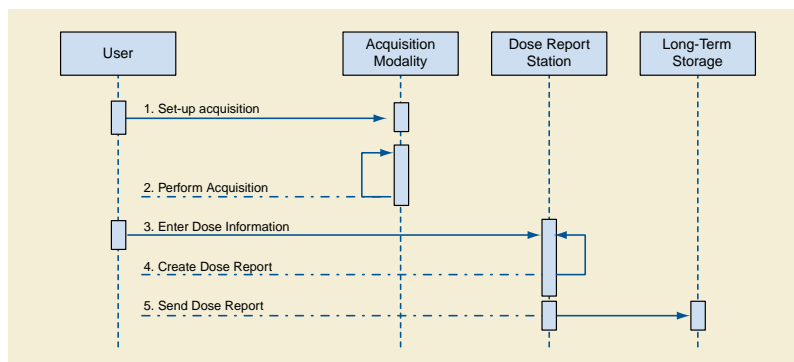 User
Acquisition
Modality
Dose Report
Station
Long-Term
Storage
1. Set-up acquisition
2. Perform Acquisition
3. Enter Dose Information
4. Create Dose Report
5. Send Dose Report